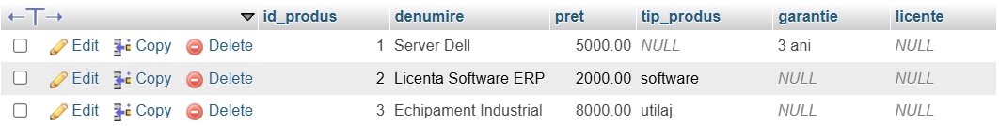 id_produs denumire pret tip_produs garantie licente
Edit Copy Delete 1 Server Dell 5000.00 NULL 3 ani NULL
Edit Copy Delete 2 Licenta Software ERP 2000.00 software NULL NULL
Edit Copy Delete 3 Echipament Industrial 8000.00 utilaj NULL NULL